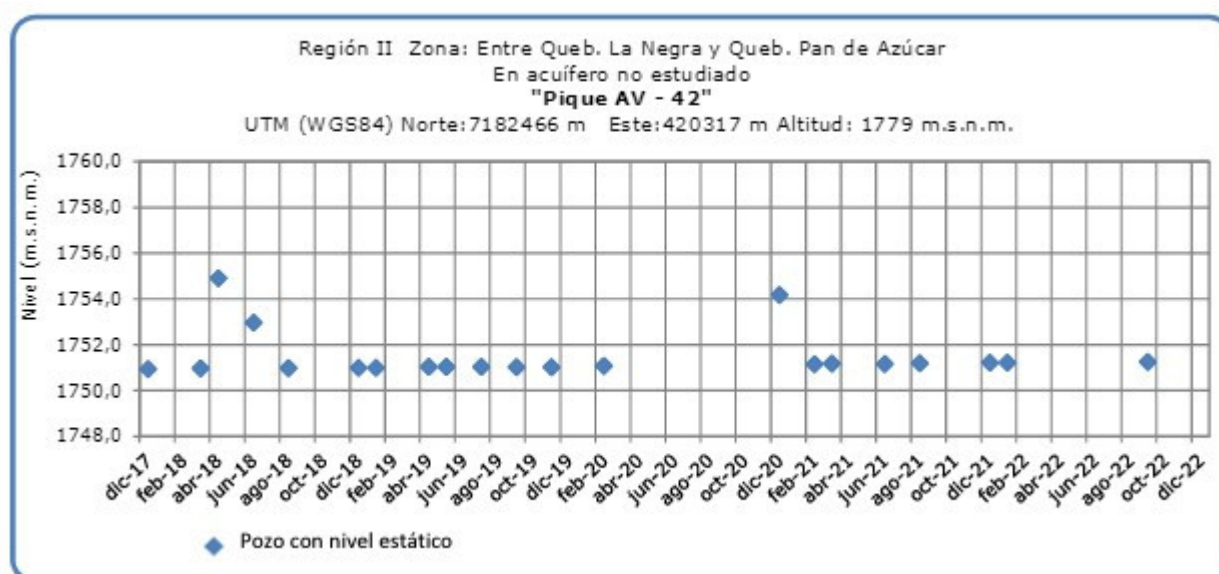 Región II Zona: Entre Queb. La Negra y Queb. Pan de Azúcar
En acuífero no estudiado
"Pique AV - 42"
UTM (WGS84) Norte:7182466 m Este:420317 m Altitud: 1779 m.s.n.m.
Nivel (m.s.n.m.)
1760,0
1758,0
1756,0
1754,0
1752,0
1750,0
1748,0
dic-17 feb-18 abr-18 jun-18 ago-18 oct-18 dic-18 feb-19 abr-19 jun-19 ago-19 oct-19 dic-19 feb-20 abr-20 jun-20 ago-20 oct-20 dic-20 feb-21 abr-21 jun-21 ago-21 oct-21 dic-21 feb-22 abr-22 jun-22 ago-22 oct-22 dic-22
Pozo con nivel estático